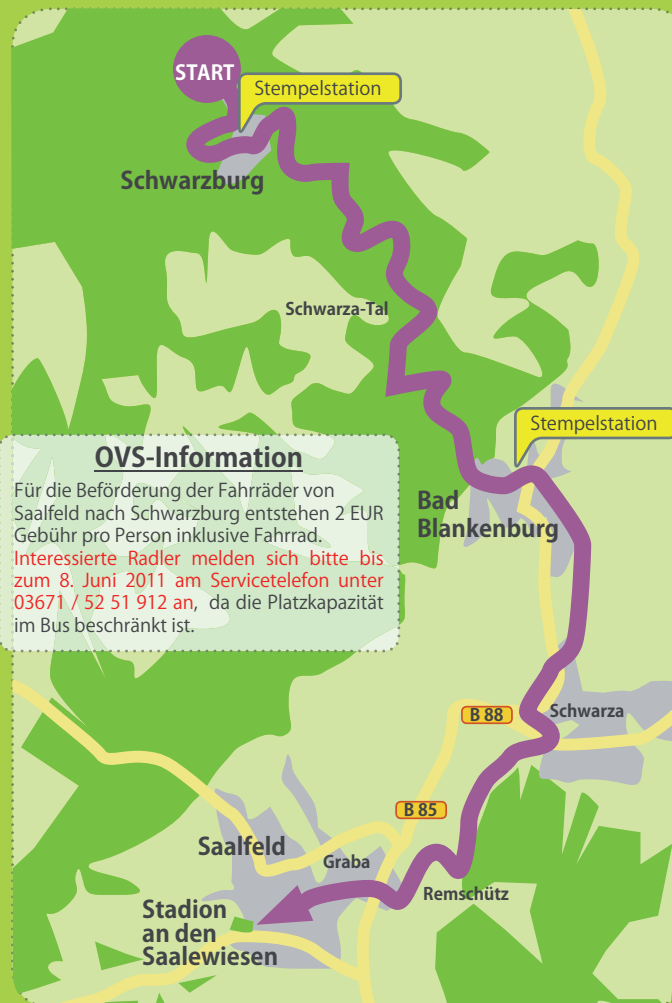 START
Stempelstation
Schwarzburg
Schwarza-Tal
Stempelstation
Bad
Blankenburg
OVS-Information
Für die Beförderung der Fahrräder von
Saalfeld nach Schwarzburg entstehen 2 EUR
Gebühr pro Person inklusive Fahrrad.
Interessierte Radler melden sich bitte bis
zum 8. Juni 2011 am Servicetelefon unter
03671 / 52 51 912 an, da die Platzkapazität
im Bus beschränkt ist.
B 88
Schwarza
B 85
Saalfeld
Graba
Remschütz
Stadion
an den
Saalewiesen